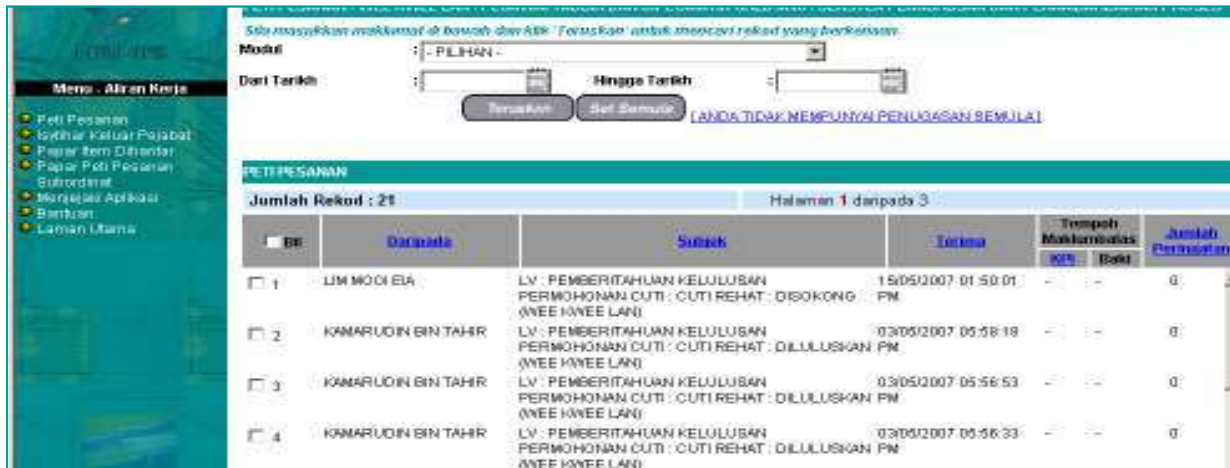 Sila masukkan maklumat di bawah dan klik 'Teruskan' untuk mencari rekod yang berkenaan.
Modul : - PILIHAN -
Dari Tarikh : Hingga Tarikh :
Teruskan Set Semula [ ANDA TIDAK MEMPUNYAI PENUGASAN SEMULA ]
Menu - Aliran Kerja
Peti Pesanan
Isytihar Keluar Pejabat
Papar Item Dihantar
Papar Peti Pesanan
Subordinat
Menjejaki Aplikasi
Bantuan
Laman Utama
PETI PESANAN
Jumlah Rekod : 21 Halaman 1 daripada 3
Bil Daripada Subjek Terima Tempoh Maklumbalas Jumlah Peringatan
KPI Baki
1 LIM MOOI EIA LV : PEMBERITAHUAN KELULUSAN 15/05/2007 01:50:01 - - 0
PERMOHONAN CUTI : CUTI REHAT : DISOKONG PM
(WEE KWEE LAN)
2 KAMARUDIN BIN TAHIR LV : PEMBERITAHUAN KELULUSAN 03/05/2007 05:58:18 - - 0
PERMOHONAN CUTI : CUTI REHAT : DILULUSKAN PM
(WEE KWEE LAN)
3 KAMARUDIN BIN TAHIR LV : PEMBERITAHUAN KELULUSAN 03/05/2007 05:56:53 - - 0
PERMOHONAN CUTI : CUTI REHAT : DILULUSKAN PM
(WEE KWEE LAN)
4 KAMARUDIN BIN TAHIR LV : PEMBERITAHUAN KELULUSAN 03/05/2007 05:56:33 - - 0
PERMOHONAN CUTI : CUTI REHAT : DILULUSKAN PM
(WEE KWEE LAN)